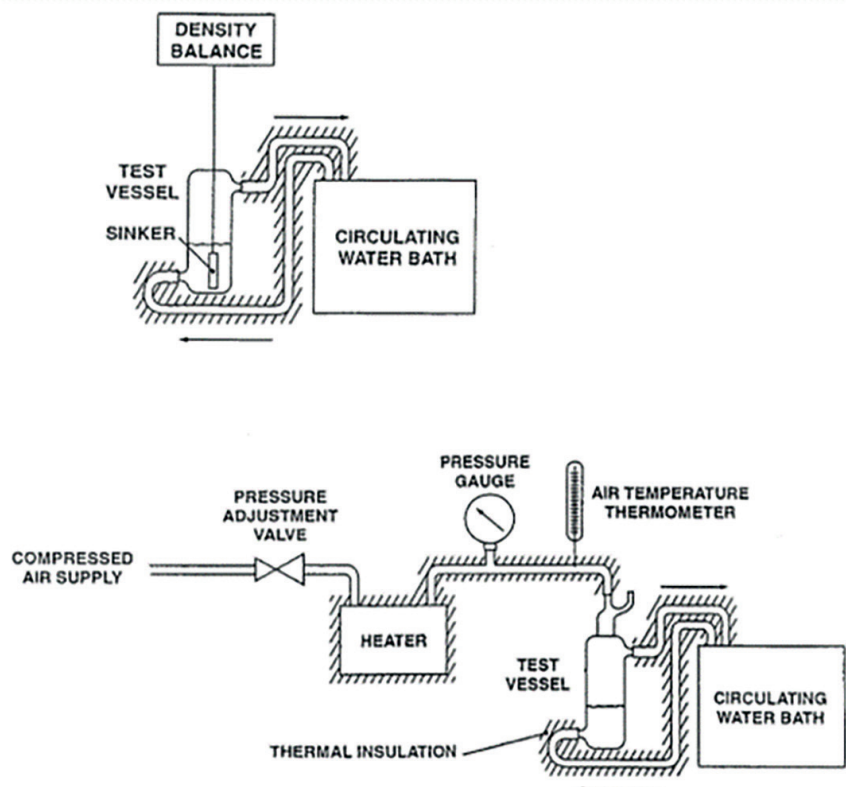 DENSITY
BALANCE
TEST
VESSEL
SINKER
CIRCULATING
WATER BATH
PRESSURE
GAUGE
AIR TEMPERATURE
THERMOMETER
PRESSURE
ADJUSTMENT
VALVE
COMPRESSED
AIR SUPPLY
HEATER
TEST
VESSEL
CIRCULATING
WATER BATH
THERMAL INSULATION